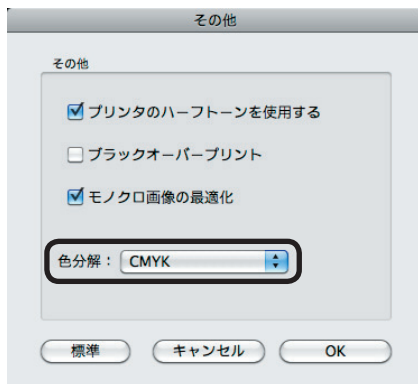 その他
その他
プリンタのハーフトーンを使用する
ブラックオーバープリント
モノクロ画像の最適化
色分解： CMYK
標準 キャンセル OK